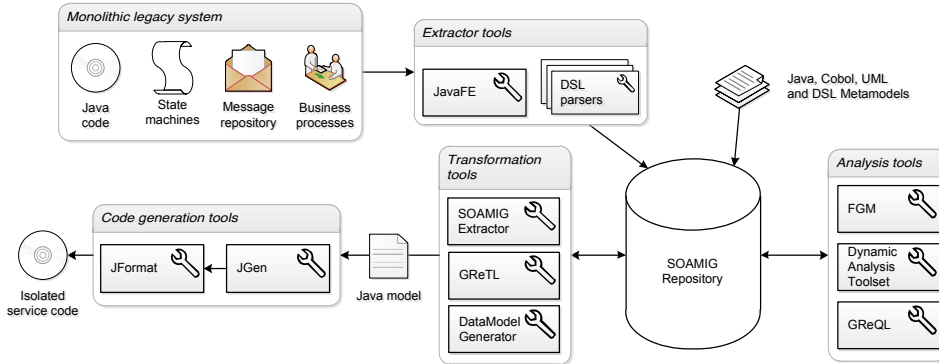 Monolithic legacy system
Java
code
State
machines
Message
repository
Business
processes
Extractor tools
JavaFE
DSL
parsers
Java, Cobol, UML
and DSL Metamodels
Transformation
tools
SOAMIG
Extractor
GReTL
DataModel
Generator
SOAMIG
Repository
Analysis tools
FGM
Dynamic
Analysis
Toolset
GReQL
Code generation tools
JFormat
JGen
Java model
Isolated
service code